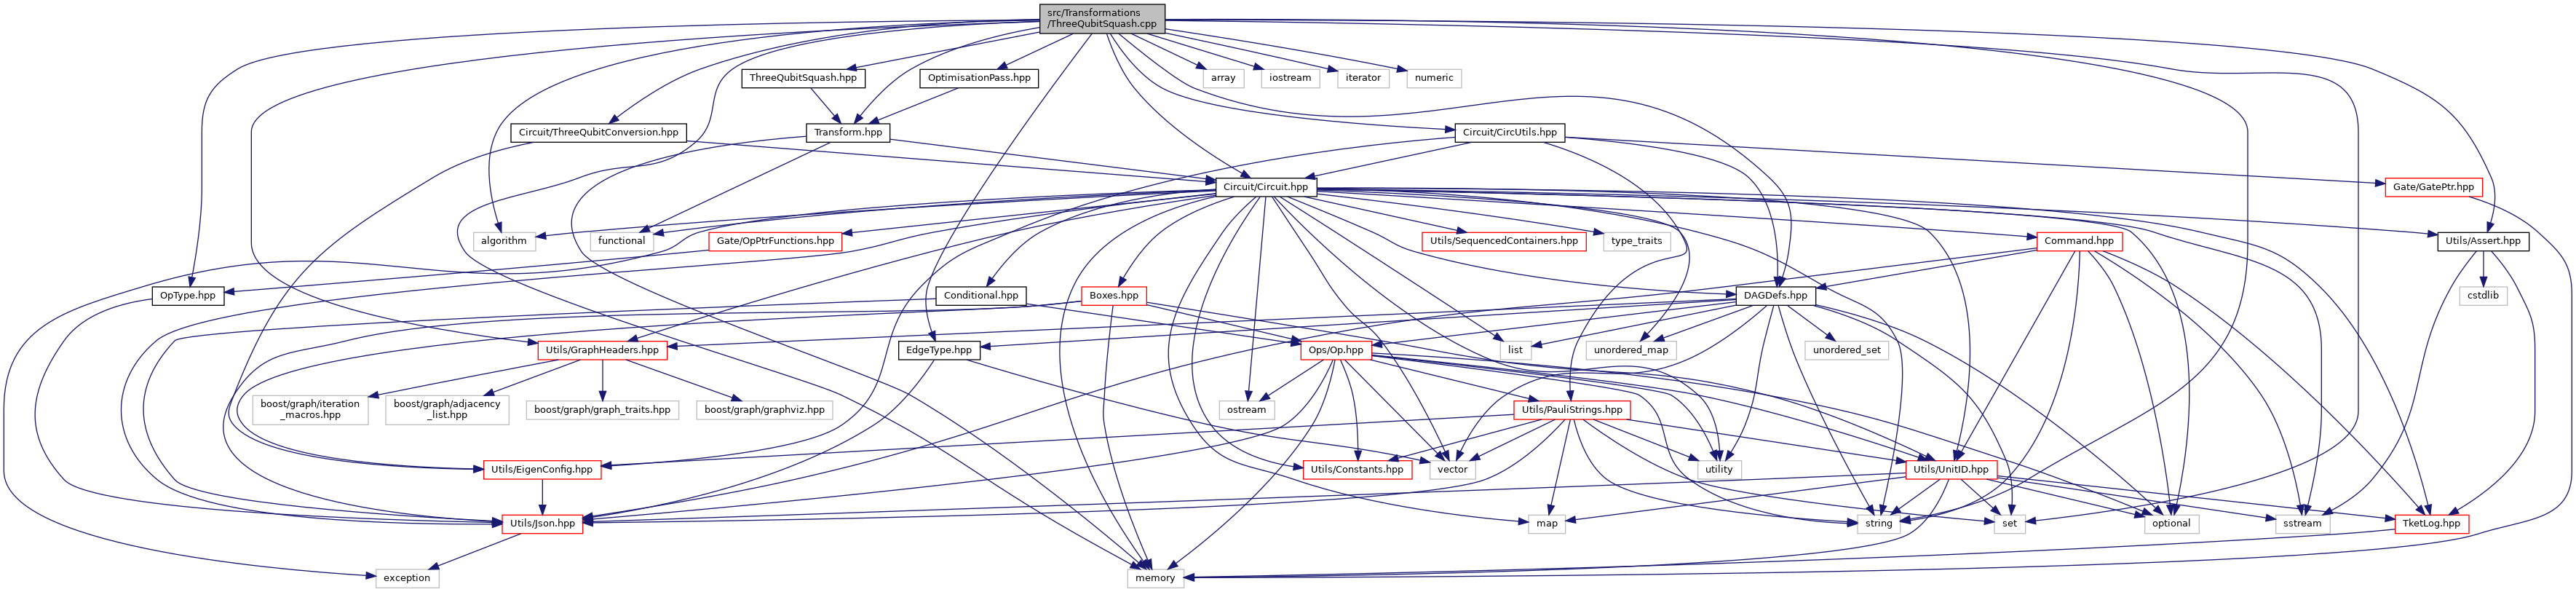 src/Transformations
/ThreeQubitSquash.cpp
ThreeQubitSquash.hpp
OptimisationPass.hpp
array
iostream
iterator
numeric
Circuit/ThreeQubitConversion.hpp
Transform.hpp
Circuit/CircUtils.hpp
Circuit/Circuit.hpp
Gate/GatePtr.hpp
algorithm
functional
Gate/OpPtrFunctions.hpp
Utils/SequencedContainers.hpp
type_traits
Command.hpp
Utils/Assert.hpp
OpType.hpp
Conditional.hpp
Boxes.hpp
DAGDefs.hpp
cstdlib
Utils/GraphHeaders.hpp
EdgeType.hpp
Ops/Op.hpp
list
unordered_map
unordered_set
boost/graph/iteration
_macros.hpp
boost/graph/adjacency
_list.hpp
boost/graph/graph_traits.hpp
boost/graph/graphviz.hpp
ostream
Utils/PauliStrings.hpp
Utils/EigenConfig.hpp
Utils/Constants.hpp
vector
utility
Utils/UnitID.hpp
Utils/Json.hpp
map
string
set
optional
sstream
TketLog.hpp
exception
memory